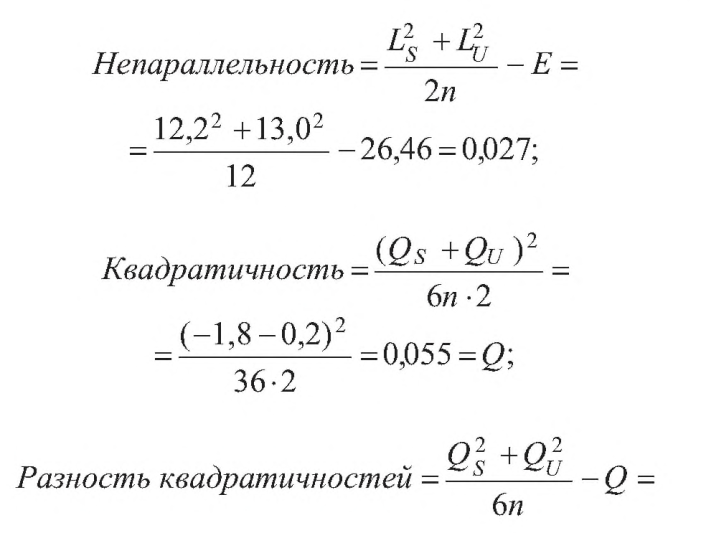 Непараллельность = (L_S^2 + L_U^2) / 2n − E =
= (12,2^2 + 13,0^2) / 12 − 26,46 = 0,027;
Квадратичность = (Q_S + Q_U)^2 / 6n · 2 =
= (−1,8 − 0,2)^2 / 36 · 2 = 0,055 = Q;
Разность квадратичностей = (Q_S^2 + Q_U^2) / 6n − Q =